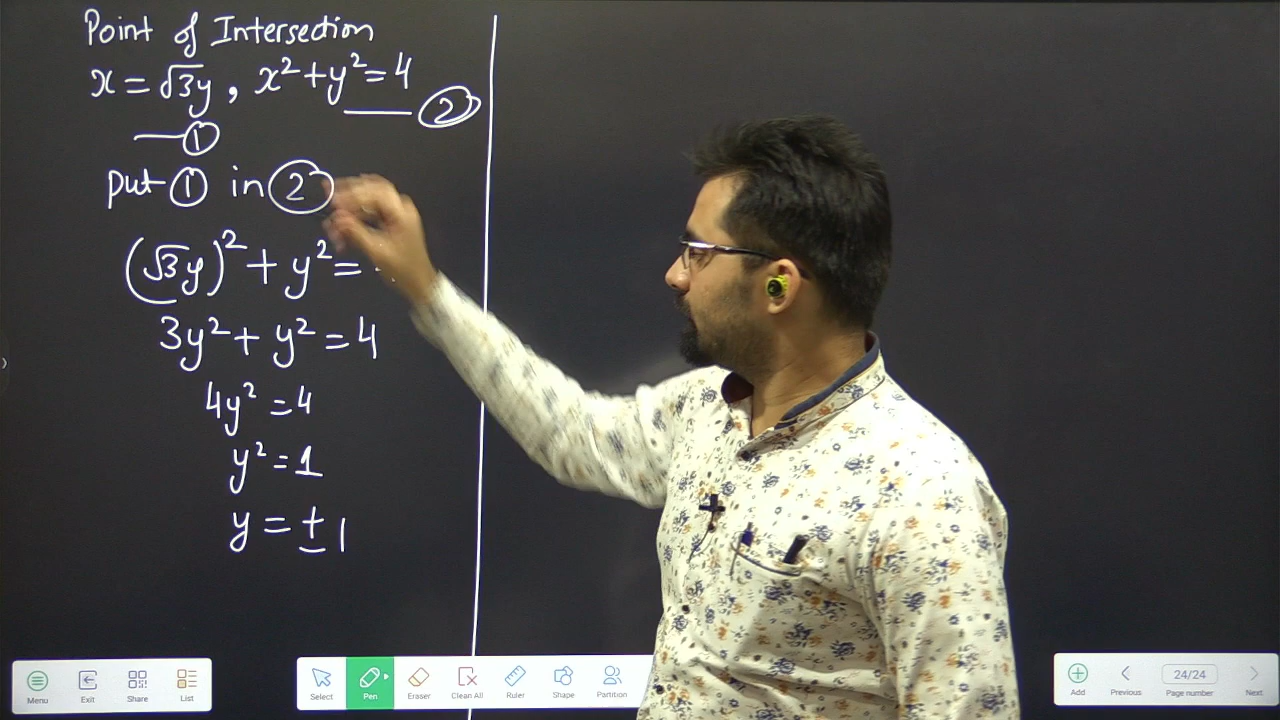 Point of Intersection
x = √3y , x² + y² = 4
—— ②
—— ①
put ① in ②
(√3y)² + y² =
3y² + y² = 4
4y² = 4
y² = 1
y = ± 1
Menu Exit Share List Select Pen Eraser Clean All Ruler Shape Partition Add Previous 24/24 Page number Next